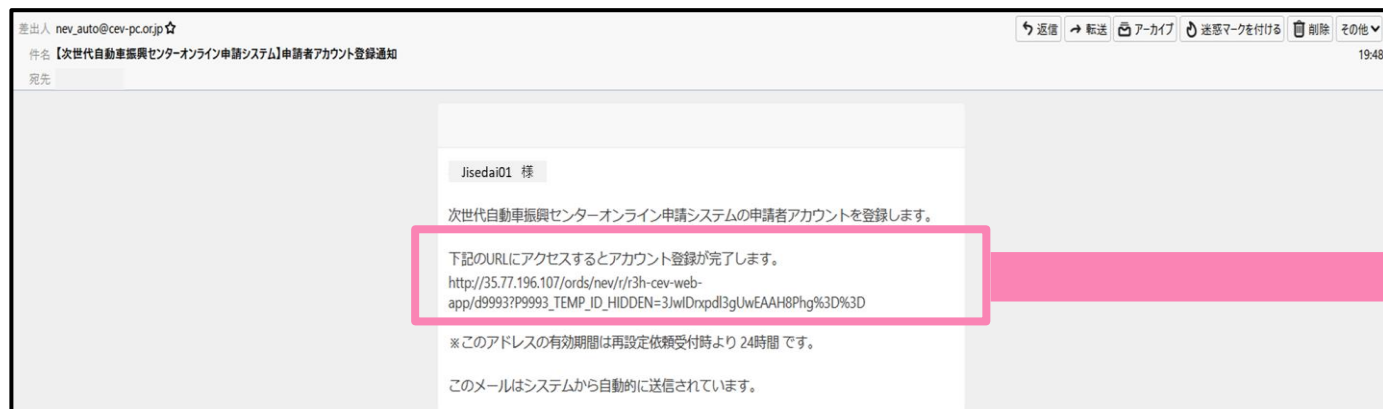 差出人 nev_auto@cev-pc.or.jp☆
返信 転送 アーカイブ 迷惑マークを付ける 削除 その他
件名【次世代自動車振興センターオンライン申請システム】申請者アカウント登録通知
19:48
宛先
Jisedai01 様
次世代自動車振興センターオンライン申請システムの申請者アカウントを登録します。
下記のURLにアクセスするとアカウント登録が完了します。
http://35.77.196.107/ords/nev/r/r3h-cev-web-
app/d9993?P9993_TEMP_ID_HIDDEN=3JwIDrxpdl3gUwEAAH8Phg%3D%3D
※このアドレスの有効期間は再設定依頼受付時より 24時間 です。
このメールはシステムから自動的に送信されています。